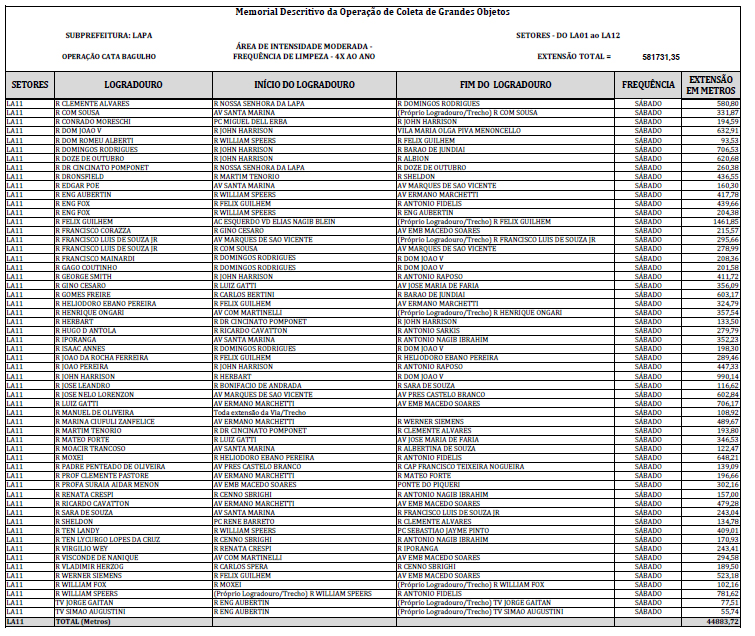 Memorial Descritivo da Operação de Coleta de Grandes Objetos
SUBPREFEITURA: LAPA SETORES - DO LA01 ao LA12
ÁREA DE INTENSIDADE MODERADA -
OPERAÇÃO CATA BAGULHO FREQUÊNCIA DE LIMPEZA - 4X AO ANO EXTENSÃO TOTAL = 581731,35
SETORES LOGRADOURO INÍCIO DO LOGRADOURO FIM DO LOGRADOURO FREQUÊNCIA EXTENSÃO EM METROS
LA11 R CLEMENTE ALVARES R NOSSA SENHORA DA LAPA R DOMINGOS RODRIGUES SÁBADO 580,80
LA11 R COM SOUSA AV SANTA MARINA (Próprio Logradouro/Trecho) R COM SOUSA SÁBADO 331,87
LA11 R CONRADO MORESCHI PC MIGUEL DELL ERBA R JOHN HARRISON SÁBADO 194,59
LA11 R DOM JOAO V R JOHN HARRISON VILA MARIA OLGA PIVA MENONCELLO SÁBADO 632,91
LA11 R DOM ROMEU ALBERTI R WILLIAM SPEERS R FELIX GUILHEM SÁBADO 93,53
LA11 R DOMINGOS RODRIGUES R JOHN HARRISON R BARAO DE JUNDIAI SÁBADO 706,53
LA11 R DOZE DE OUTUBRO R JOHN HARRISON R ALBION SÁBADO 620,68
LA11 R DR CINCINATO POMPONET R NOSSA SENHORA DA LAPA R DOZE DE OUTUBRO SÁBADO 260,38
LA11 R DRONSFIELD R MARTIM TENORIO R SHELDON SÁBADO 436,55
LA11 R EDGAR POE AV SANTA MARINA AV MARQUES DE SAO VICENTE SÁBADO 160,30
LA11 R ENG AUBERTIN R WILLIAM SPEERS AV ERMANO MARCHETTI SÁBADO 417,78
LA11 R ENG FOX R FELIX GUILHEM R ANTONIO FIDELIS SÁBADO 439,66
LA11 R ENG FOX R WILLIAM SPEERS R ENG AUBERTIN SÁBADO 204,38
LA11 R FELIX GUILHEM AC ESQUERDO VD ELIAS NAGIB BLEIN (Próprio Logradouro/Trecho) R FELIX GUILHEM SÁBADO 1461,85
LA11 R FRANCISCO CORAZZA R GINO CESARO AV EMB MACEDO SOARES SÁBADO 215,57
LA11 R FRANCISCO LUIS DE SOUZA JR AV MARQUES DE SAO VICENTE (Próprio Logradouro/Trecho) R FRANCISCO LUIS DE SOUZA JR SÁBADO 295,66
LA11 R FRANCISCO LUIS DE SOUZA JR R COM SOUSA AV MARQUES DE SAO VICENTE SÁBADO 278,99
LA11 R FRANCISCO MAINARDI R DOMINGOS RODRIGUES R DOM JOAO V SÁBADO 208,36
LA11 R GAGO COUTINHO R DOMINGOS RODRIGUES R DOM JOAO V SÁBADO 201,58
LA11 R GEORGE SMITH R JOHN HARRISON R ANTONIO RAPOSO SÁBADO 411,72
LA11 R GINO CESARO R LUIZ GATTI AV JOSE MARIA DE FARIA SÁBADO 356,09
LA11 R GOMES FREIRE R CARLOS BERTINI R BARAO DE JUNDIAI SÁBADO 603,17
LA11 R HELIODORO EBANO PEREIRA R FELIX GUILHEM AV ERMANO MARCHETTI SÁBADO 324,79
LA11 R HENRIQUE ONGARI AV COM MARTINELLI (Próprio Logradouro/Trecho) R HENRIQUE ONGARI SÁBADO 357,54
LA11 R HERBART R DR CINCINATO POMPONET R JOHN HARRISON SÁBADO 133,50
LA11 R HUGO D ANTOLA R RICARDO CAVATTON R ANTONIO SARKIS SÁBADO 279,79
LA11 R IPORANGA AV SANTA MARINA R ANTONIO NAGIB IBRAHIM SÁBADO 352,23
LA11 R ISAAC ANNES R DOMINGOS RODRIGUES R DOM JOAO V SÁBADO 198,30
LA11 R JOAO DA ROCHA FERREIRA R FELIX GUILHEM R HELIODORO EBANO PEREIRA SÁBADO 289,46
LA11 R JOAO PEREIRA R JOHN HARRISON R ANTONIO RAPOSO SÁBADO 447,33
LA11 R JOHN HARRISON R HERBART R DOM JOAO V SÁBADO 990,14
LA11 R JOSE LEANDRO R BONIFACIO DE ANDRADA R SARA DE SOUZA SÁBADO 116,62
LA11 R JOSE NELO LORENZON AV MARQUES DE SAO VICENTE AV PRES CASTELO BRANCO SÁBADO 602,84
LA11 R LUIZ GATTI AV ERMANO MARCHETTI AV EMB MACEDO SOARES SÁBADO 706,17
LA11 R MANUEL DE OLIVEIRA Toda extensão da Via/Trecho SÁBADO 108,92
LA11 R MARINA CIUFULI ZANFELICE AV ERMANO MARCHETTI R WERNER SIEMENS SÁBADO 489,67
LA11 R MARTIM TENORIO R DR CINCINATO POMPONET R CLEMENTE ALVARES SÁBADO 193,80
LA11 R MATEO FORTE R LUIZ GATTI AV JOSE MARIA DE FARIA SÁBADO 346,53
LA11 R MOACIR TRANCOSO AV SANTA MARINA R ALBERTINA DE SOUZA SÁBADO 122,47
LA11 R MOXEI R HELIODORO EBANO PEREIRA R ANTONIO FIDELIS SÁBADO 648,21
LA11 R PADRE PENTEADO DE OLIVEIRA AV PRES CASTELO BRANCO R CAP FRANCISCO TEIXEIRA NOGUEIRA SÁBADO 139,09
LA11 R PROF CLEMENTE PASTORE AV ERMANO MARCHETTI R MATEO FORTE SÁBADO 196,66
LA11 R PROFA SURAIA AIDAR MENON AV EMB MACEDO SOARES PONTE DO PIQUERI SÁBADO 302,16
LA11 R RENATA CRESPI R CENNO SBRIGHI R ANTONIO NAGIB IBRAHIM SÁBADO 157,00
LA11 R RICARDO CAVATTON AV ERMANO MARCHETTI AV EMB MACEDO SOARES SÁBADO 479,28
LA11 R SARA DE SOUZA AV SANTA MARINA R FRANCISCO LUIS DE SOUZA JR SÁBADO 243,04
LA11 R SHELDON PC RENE BARRETO R CLEMENTE ALVARES SÁBADO 134,78
LA11 R TEN LANDY R WILLIAM SPEERS PC SEBASTIAO JAYME PINTO SÁBADO 409,01
LA11 R TEN LYCURGO LOPES DA CRUZ R CENNO SBRIGHI R ANTONIO NAGIB IBRAHIM SÁBADO 170,93
LA11 R VIRGILIO WEY R RENATA CRESPI R IPORANGA SÁBADO 243,41
LA11 R VISCONDE DE NANIQUE AV COM MARTINELLI AV EMB MACEDO SOARES SÁBADO 294,58
LA11 R VLADIMIR HERZOG R CARLOS SPERA R CENNO SBRIGHI SÁBADO 189,50
LA11 R WERNER SIEMENS R FELIX GUILHEM AV EMB MACEDO SOARES SÁBADO 523,18
LA11 R WILLIAM FOX R MOXEI (Próprio Logradouro/Trecho) R WILLIAM FOX SÁBADO 102,16
LA11 R WILLIAM SPEERS (Próprio Logradouro/Trecho) R WILLIAM SPEERS R ANTONIO FIDELIS SÁBADO 781,62
LA11 TV JORGE GAITAN R ENG AUBERTIN (Próprio Logradouro/Trecho) TV JORGE GAITAN SÁBADO 77,51
LA11 TV SIMAO AUGUSTINI R ENG AUBERTIN (Próprio Logradouro/Trecho) TV SIMAO AUGUSTINI SÁBADO 55,74
LA11 TOTAL (Metros) 44883,72